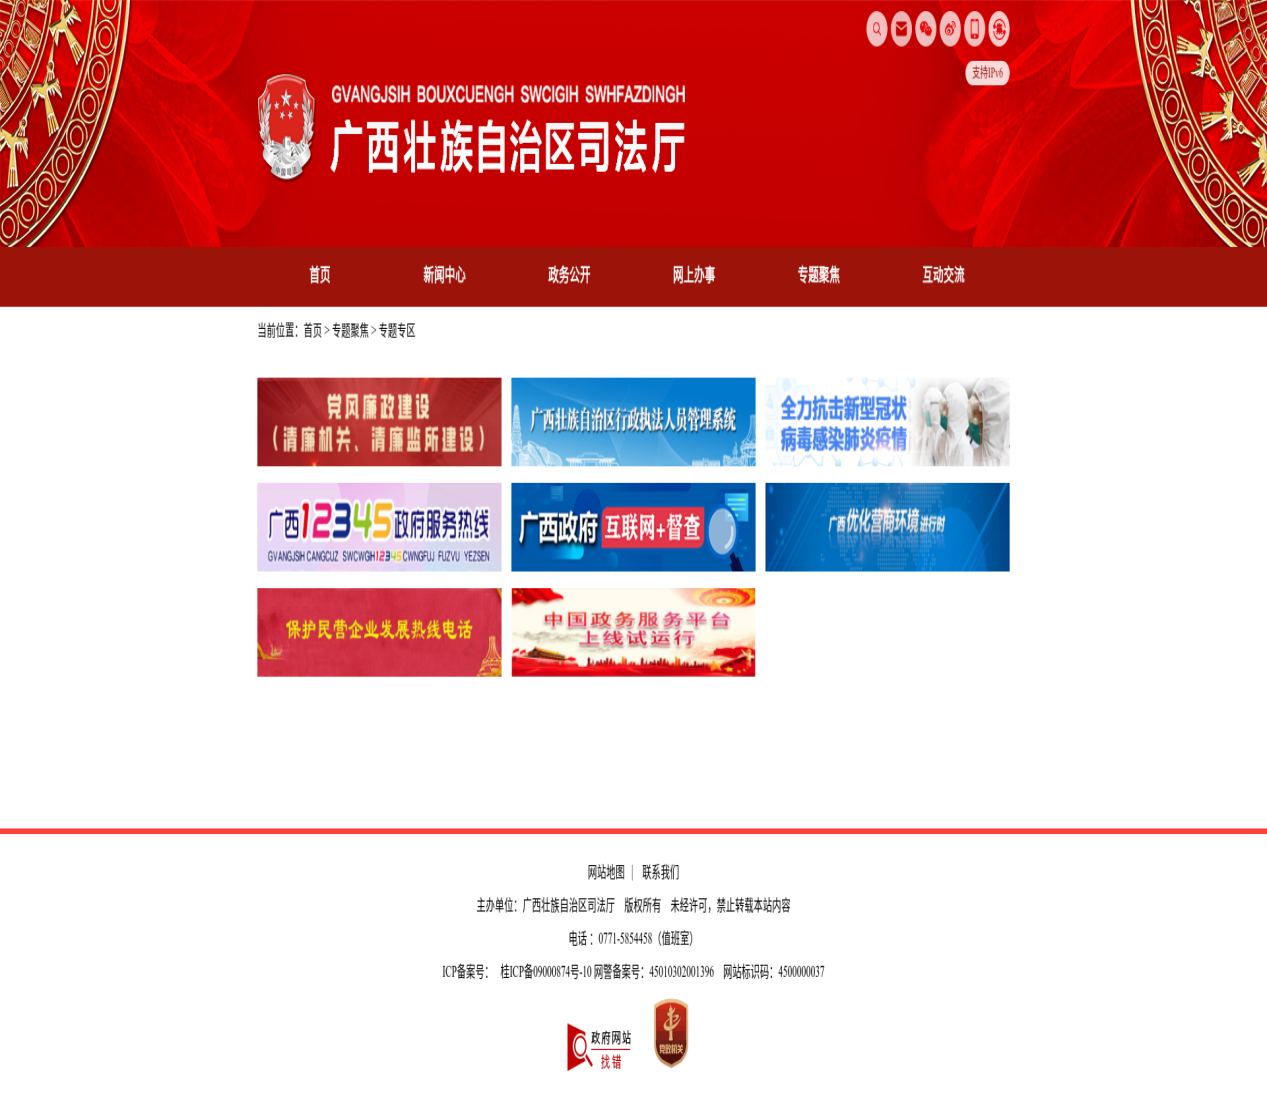 支持IPv6
GVANGJSIH BOUXCUENGH SWCIGIH SWHFAZDINGH
广西壮族自治区司法厅
中国司法
首页 新闻中心 政务公开 网上办事 专题聚焦 互动交流
当前位置：首页 > 专题聚焦 > 专题专区
党风廉政建设
（清廉机关、清廉监所建设）
广西壮族自治区行政执法人员管理系统
全力抗击新型冠状
病毒感染肺炎疫情
广西12345政府服务热线
GVANGJSIH CANGCUZ SWCWGIH12345CWNGFUJ FUZVU YEZSEN
广西政府 互联网+督查
广西优化营商环境进行时
保护民营企业发展热线电话
中国政务服务平台
上线试运行
网站地图 | 联系我们
主办单位：广西壮族自治区司法厅 版权所有 未经许可，禁止转载本站内容
电话：0771-5854458（值班室）
ICP备案号： 桂ICP备09000874号-10 网警备案号：45010302001396 网站标识码：4500000037
政府网站
找错
党政机关